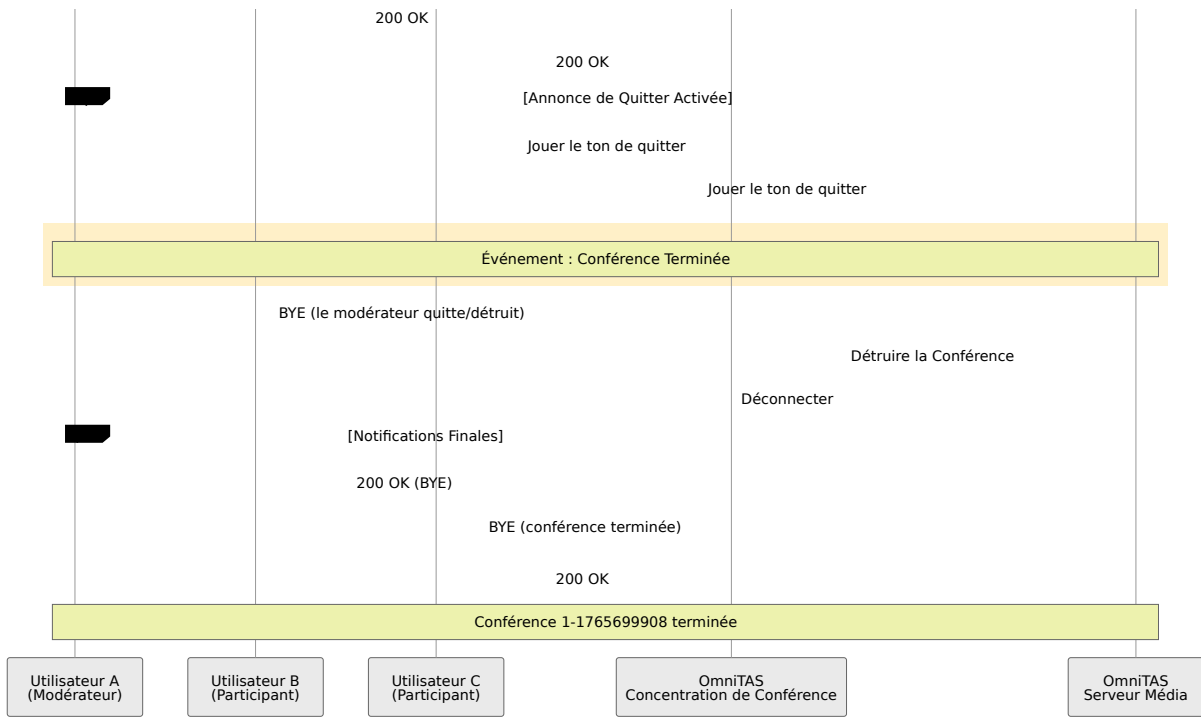 200 OK
200 OK
[Annonce de Quitter Activée]
Jouer le ton de quitter
Jouer le ton de quitter
Événement : Conférence Terminée
BYE (le modérateur quitte/détruit)
Détruire la Conférence
Déconnecter
[Notifications Finales]
200 OK (BYE)
BYE (conférence terminée)
200 OK
Conférence 1-1765699908 terminée
Utilisateur A
(Modérateur)
Utilisateur B
(Participant)
Utilisateur C
(Participant)
OmniTAS
Concentration de Conférence
OmniTAS
Serveur Média